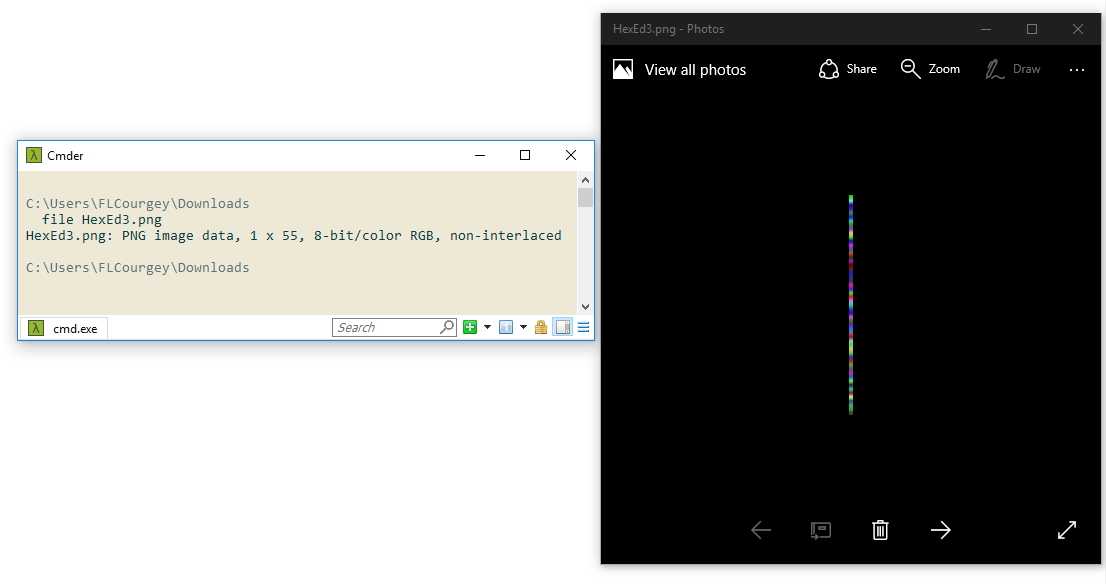 HexEd3.png - Photos
View all photos
Share
Zoom
Draw
λ Cmder
C:\Users\FLCourgey\Downloads
file HexEd3.png
HexEd3.png: PNG image data, 1 x 55, 8-bit/color RGB, non-interlaced
C:\Users\FLCourgey\Downloads
λ cmd.exe
Search